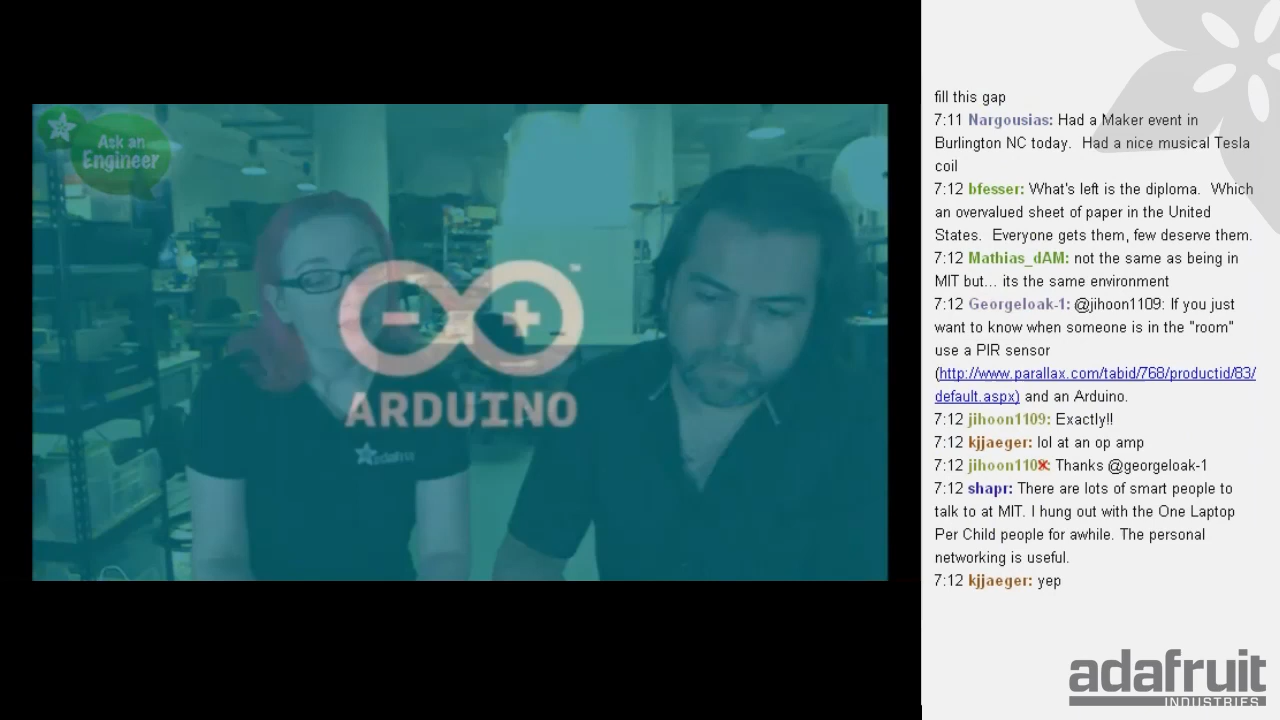 Ask an
Engineer
™
ARDUINO
adafruit
fill this gap
7:11 Nargousias: Had a Maker event in
Burlington NC today. Had a nice musical Tesla
coil
7:12 bfesser: What's left is the diploma. Which
an overvalued sheet of paper in the United
States. Everyone gets them, few deserve them.
7:12 Mathias_dAM: not the same as being in
MIT but... its the same environment
7:12 Georgeloak-1: @jihoon1109: If you just
want to know when someone is in the "room"
use a PIR sensor
(http://www.parallax.com/tabid/768/productid/83/
default.aspx) and an Arduino.
7:12 jihoon1109: Exactly!!
7:12 kjjaeger: lol at an op amp
7:12 jihoon1109: Thanks @georgeloak-1
7:12 shapr: There are lots of smart people to
talk to at MIT. I hung out with the One Laptop
Per Child people for awhile. The personal
networking is useful.
7:12 kjjaeger: yep
adafruit
INDUSTRIES